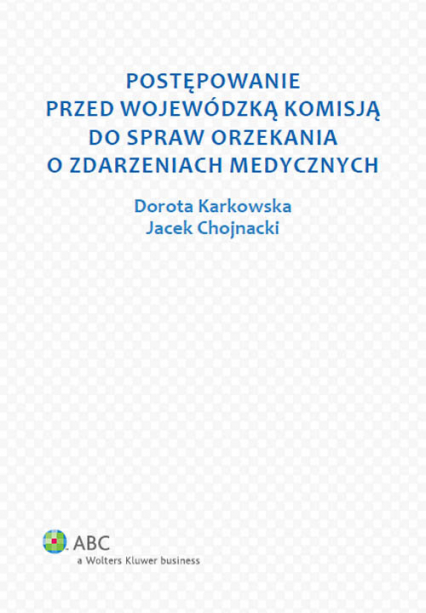 POSTĘPOWANIE
PRZED WOJEWÓDZKĄ KOMISJĄ
DO SPRAW ORZEKANIA
O ZDARZENIACH MEDYCZNYCH
Dorota Karkowska
Jacek Chojnacki
ABC
a Wolters Kluwer business